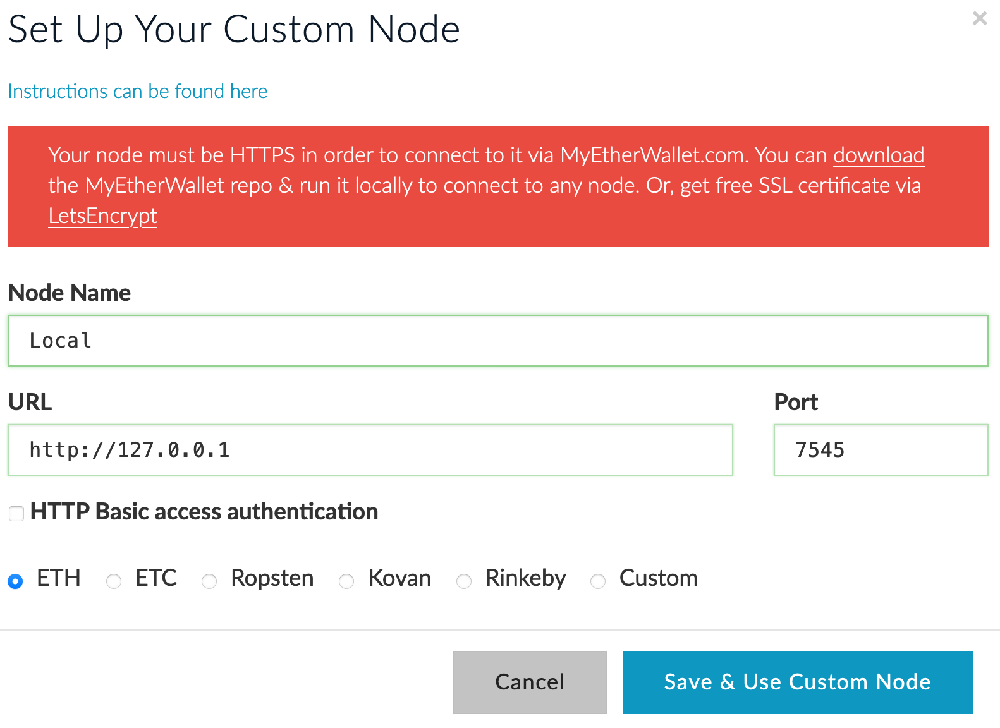 Set Up Your Custom Node
×
Instructions can be found here
Your node must be HTTPS in order to connect to it via MyEtherWallet.com. You can download
the MyEtherWallet repo & run it locally to connect to any node. Or, get free SSL certificate via
LetsEncrypt
Node Name
Local
URL
Port
http://127.0.0.1
7545
HTTP Basic access authentication
ETH ETC Ropsten Kovan Rinkeby Custom
Cancel
Save & Use Custom Node